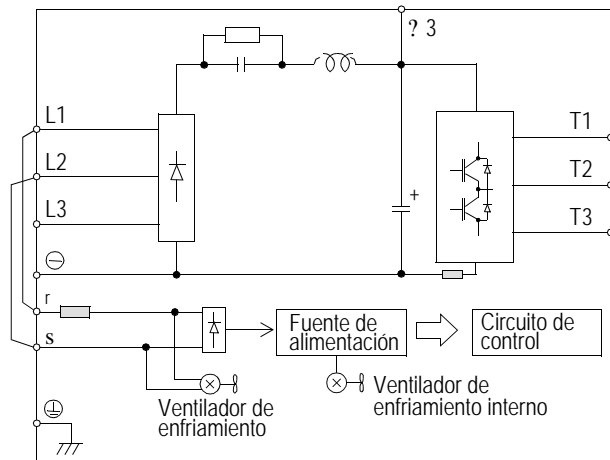 ? 3
L1
T1
L2
+
T2
L3
T3
⊖
r
s
Fuente de
alimentación
Circuito de
control
Ventilador de
enfriamiento
Ventilador de
enfriamiento interno